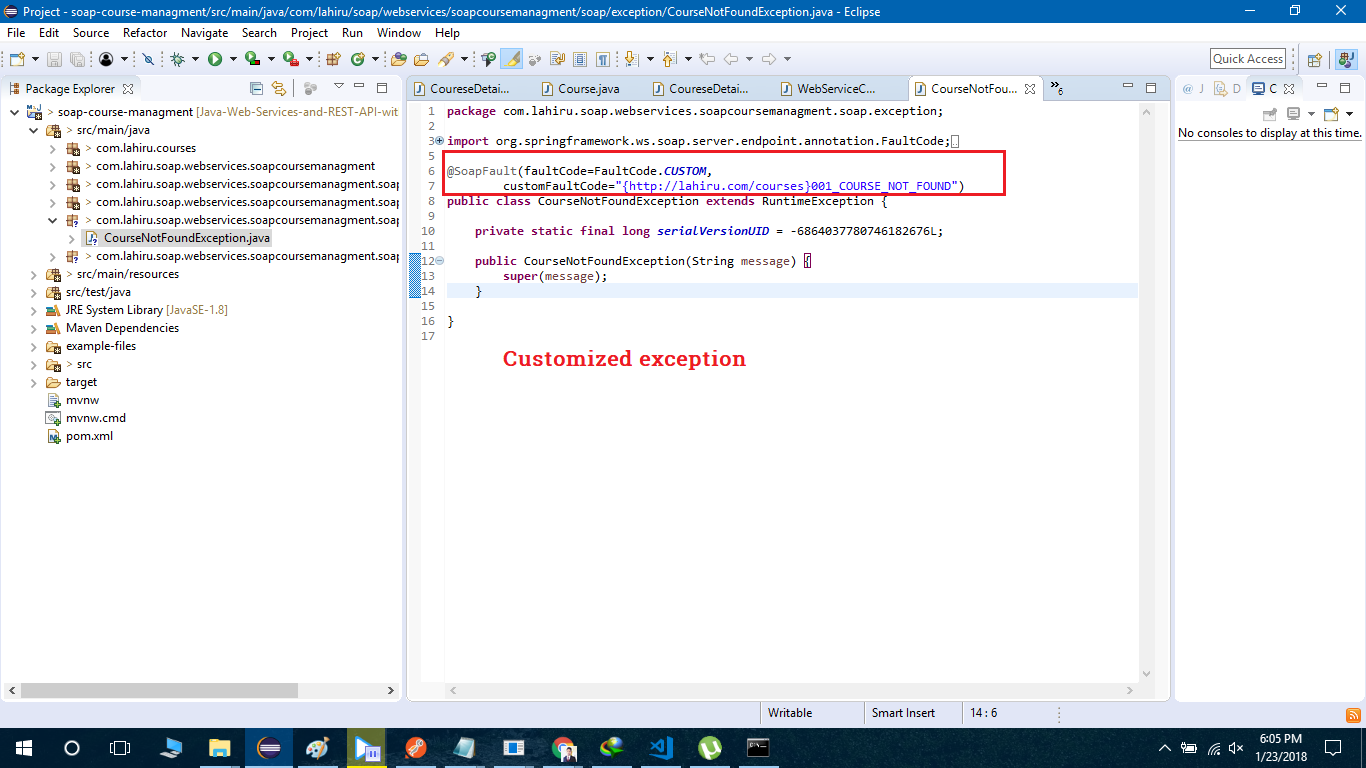 Project - soap-course-managment/src/main/java/com/lahiru/soap/webservices/soapcoursemanagment/soap/exception/CourseNotFoundException.java - Eclipse
File Edit Source Refactor Navigate Search Project Run Window Help
Quick Access
Package Explorer
> soap-course-managment [Java-Web-Services-and-REST-API-wit
> src/main/java
> com.lahiru.courses
> com.lahiru.soap.webservices.soapcoursemanagment
> com.lahiru.soap.webservices.soapcoursemanagment.soap
> com.lahiru.soap.webservices.soapcoursemanagment.soap
> com.lahiru.soap.webservices.soapcoursemanagment.soap
CourseNotFoundException.java
> com.lahiru.soap.webservices.soapcoursemanagment.soap
> src/main/resources
src/test/java
JRE System Library [JavaSE-1.8]
Maven Dependencies
example-files
> src
target
mvnw
mvnw.cmd
pom.xml
CoureseDetai... Course.java CoureseDetai... WebServiceC... CourseNotFou... »6
1 package com.lahiru.soap.webservices.soapcoursemanagment.soap.exception;
2
3 import org.springframework.ws.soap.server.endpoint.annotation.FaultCode;
5
6 @SoapFault(faultCode=FaultCode.CUSTOM,
7 customFaultCode="{http://lahiru.com/courses}001_COURSE_NOT_FOUND")
8 public class CourseNotFoundException extends RuntimeException {
9
10 private static final long serialVersionUID = -6864037780746182676L;
11
12 public CourseNotFoundException(String message) {
13 super(message);
14 }
15
16 }
17
Customized exception
@ J D C
No consoles to display at this time.
Writable Smart Insert 14 : 6
6:05 PM
1/23/2018